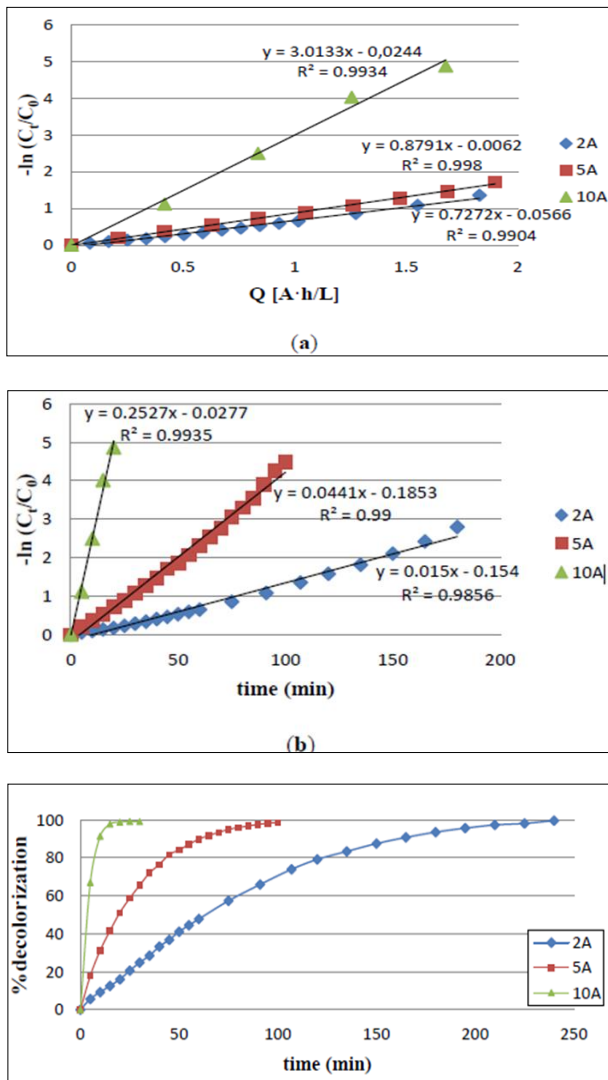 6
5
4
3
2
1
0
-ln (Ct/C0)
y = 3.0133x - 0,0244
R² = 0.9934
y = 0.8791x - 0.0062
R² = 0.998
y = 0.7272x - 0.0566
R² = 0.9904
2A
5A
10A
0 0.5 1 1.5 2
Q [A·h/L]
(a)
6
5
4
3
2
1
0
-ln (Ct/C0)
y = 0.2527x - 0.0277
R² = 0.9935
y = 0.0441x - 0.1853
R² = 0.99
y = 0.015x - 0.154
R² = 0.9856
2A
5A
10A
0 50 100 150 200
time (min)
(b)
100
80
60
40
20
0
%decolorization
2A
5A
10A
0 50 100 150 200 250
time (min)